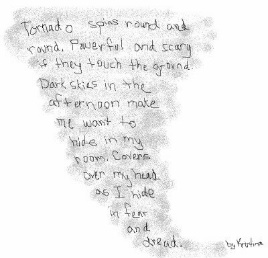 Tornado spins round and
round. Powerful and scary
if they touch the ground.
Dark skies in the
afternoon make
me want to
hide in my
room. Covers
over my head
as I hide
in fear
and
dread.
by Kristina